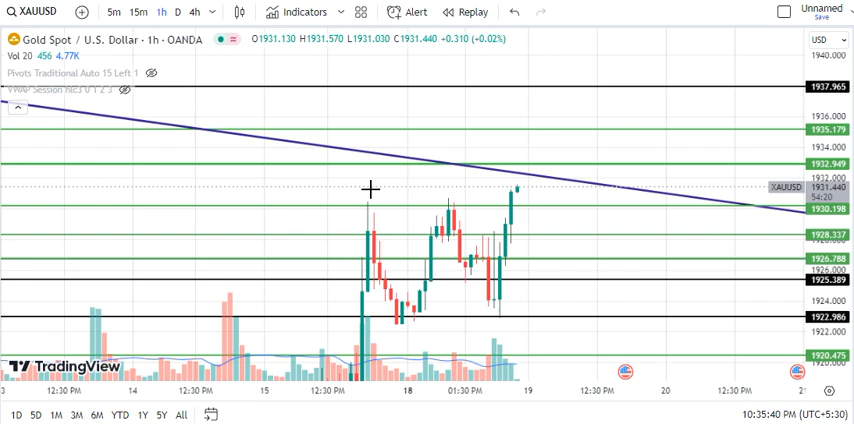 XAUUSD 5m 15m 1h D 4h Indicators Alert Replay Unnamed
Save
Gold Spot / U.S. Dollar · 1h · OANDA O1931.130 H1931.570 L1931.030 C1931.440 +0.310 (+0.02%) USD
Vol 20 456 4.77K
1940.000
Pivots Traditional Auto 15 Left 1
VWAP Session hlc3 0 1 2 3
1937.965
1936.000
1935.179
1934.000
1932.949
1932.000
XAUUSD 1931.440
54:20
1930.198
1928.337
1926.788
1926.000
1925.389
1924.000
1922.986
1922.000
1920.475
TradingView
3 12:30 PM 14 12:30 PM 15 12:30 PM 18 01:30 PM 19 12:30 PM 20 12:30 PM 21
1D 5D 1M 3M 6M YTD 1Y 5Y All 10:35:40 PM (UTC+5:30)